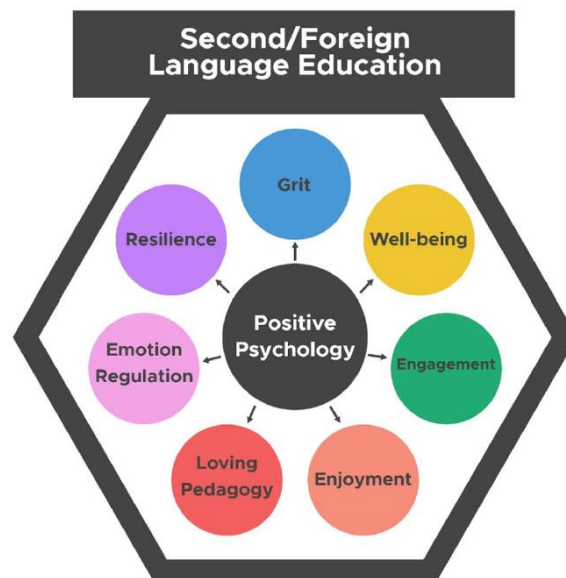 Second/Foreign
Language Education
Grit
Resilience
Well-being
Positive
Psychology
Emotion
Regulation
Engagement
Loving
Pedagogy
Enjoyment